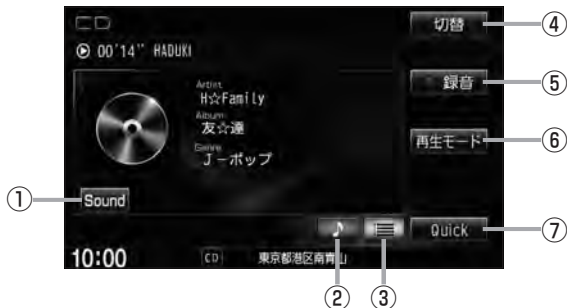 CD
切替 ④
00'14'' HADUKI
録音 ⑤
Artist
H☆Family
Album
友☆達
Genre
J-ポップ
再生モード ⑥
① Sound
Quick ⑦
10:00 CD 東京都港区南青山
② ③